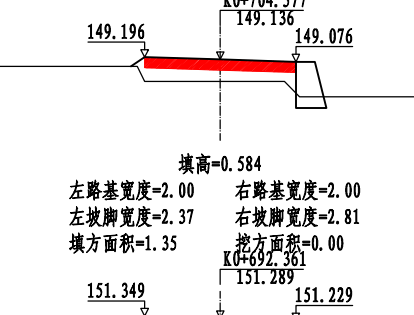 K0+704.577
149.196
149.136
149.076
填高=0.584
左路基宽度=2.00 右路基宽度=2.00
左坡脚宽度=2.37 右坡脚宽度=2.81
填方面积=1.35 挖方面积=0.00
K0+692.361
151.349
151.289
151.229